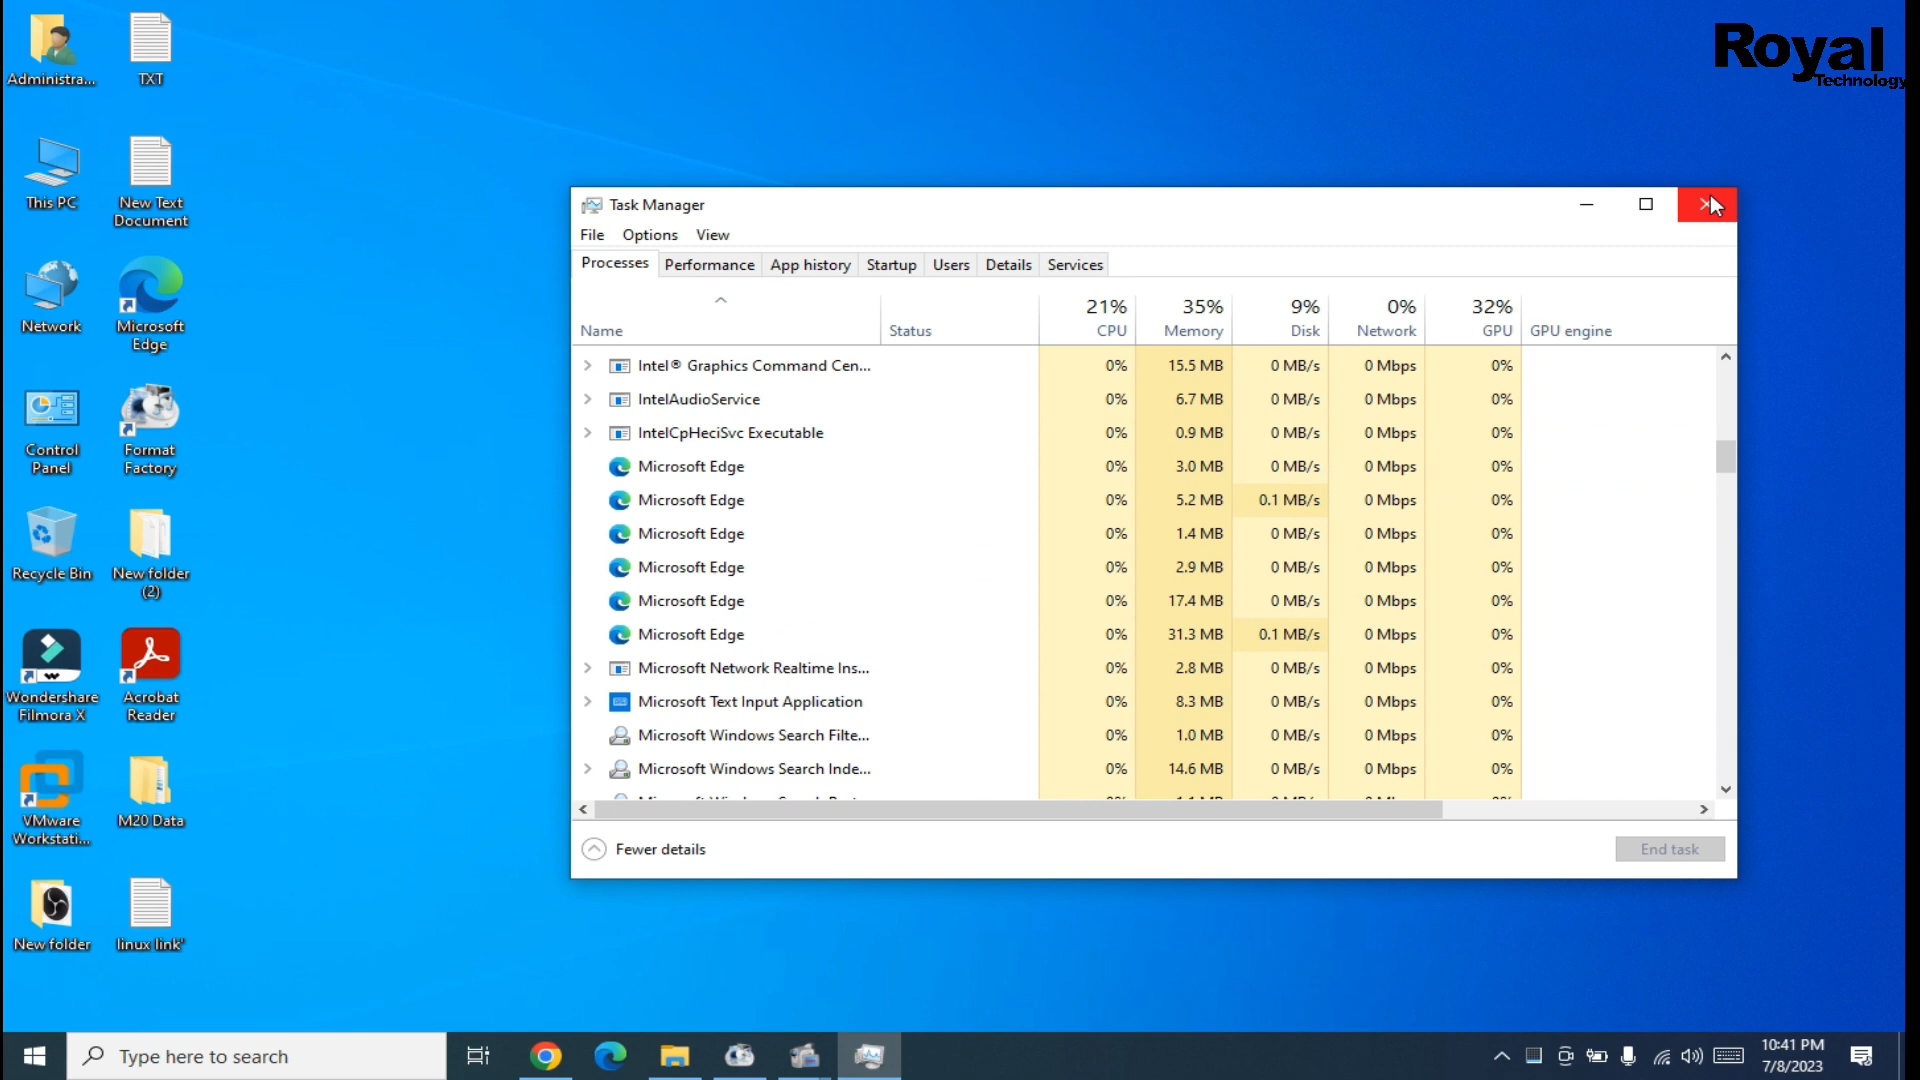 Royal
Technology
Administra...
TXT
This PC
New Text
Document
Network
Microsoft
Edge
Control
Panel
Format
Factory
Recycle Bin
New folder
(2)
Wondershare
Filmora X
Acrobat
Reader
VMware
Workstati...
M20 Data
New folder
linux link'
Task Manager
File Options View
Processes Performance App history Startup Users Details Services
21% 35% 9% 0% 32%
Name Status CPU Memory Disk Network GPU GPU engine
Intel® Graphics Command Cen... 0% 15.5 MB 0 MB/s 0 Mbps 0%
IntelAudioService 0% 6.7 MB 0 MB/s 0 Mbps 0%
IntelCpHeciSvc Executable 0% 0.9 MB 0 MB/s 0 Mbps 0%
Microsoft Edge 0% 3.0 MB 0 MB/s 0 Mbps 0%
Microsoft Edge 0% 5.2 MB 0.1 MB/s 0 Mbps 0%
Microsoft Edge 0% 1.4 MB 0 MB/s 0 Mbps 0%
Microsoft Edge 0% 2.9 MB 0 MB/s 0 Mbps 0%
Microsoft Edge 0% 17.4 MB 0 MB/s 0 Mbps 0%
Microsoft Edge 0% 31.3 MB 0.1 MB/s 0 Mbps 0%
Microsoft Network Realtime Ins... 0% 2.8 MB 0 MB/s 0 Mbps 0%
Microsoft Text Input Application 0% 8.3 MB 0 MB/s 0 Mbps 0%
Microsoft Windows Search Filte... 0% 1.0 MB 0 MB/s 0 Mbps 0%
Microsoft Windows Search Inde... 0% 14.6 MB 0 MB/s 0 Mbps 0%
Fewer details
End task
Type here to search
10:41 PM
7/8/2023